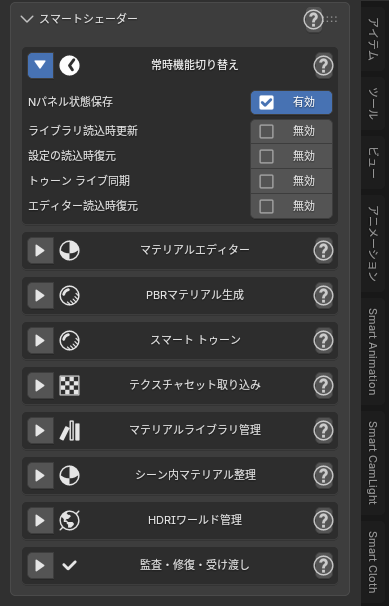 スマートシェーダー
常時機能切り替え
Nパネル状態保存
有効
ライブラリ読込時更新
無効
設定の読込時復元
無効
トゥーン ライブ同期
無効
エディター読込時復元
無効
マテリアルエディター
PBRマテリアル生成
スマート トゥーン
テクスチャセット取り込み
マテリアルライブラリ管理
シーン内マテリアル整理
HDRIワールド管理
監査・修復・受け渡し
アイテム
ツール
ビュー
アニメーション
Smart Animation
Smart CamLight
Smart Cloth